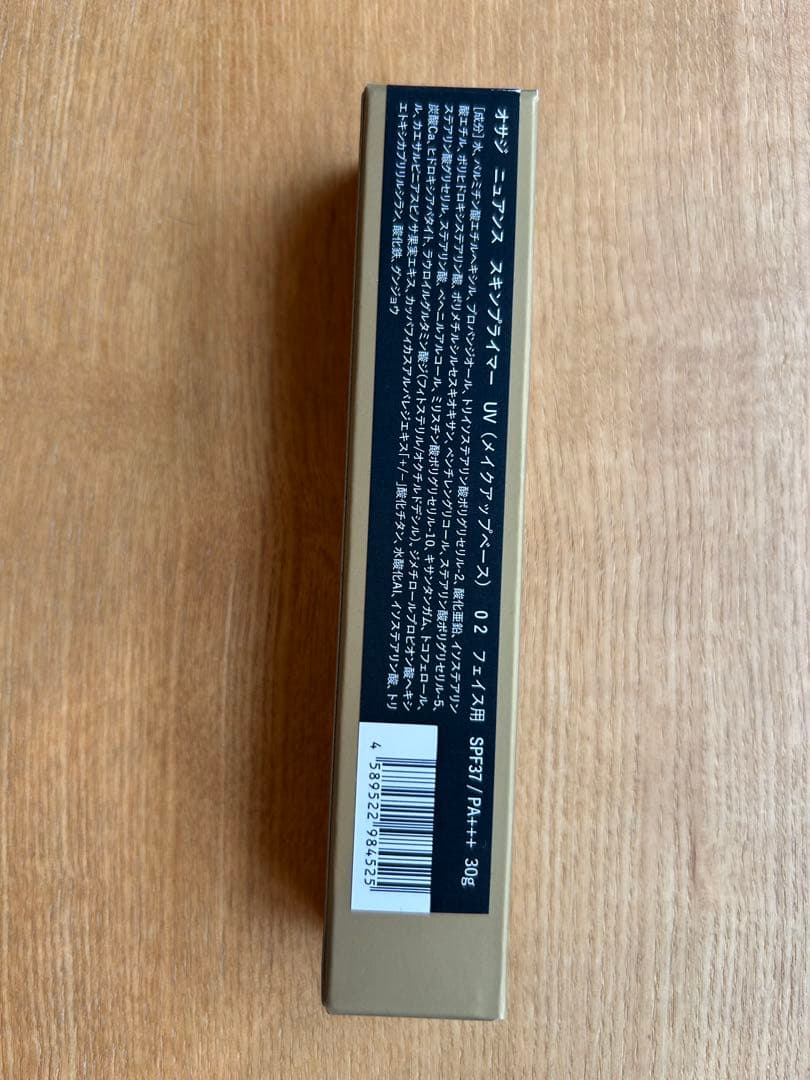 オサジ ニュアンス スキンプライマー UV（メイクアップベース） 02 フェイス用 SPF37/PA+++ 30g
[成分] 水、パルミチン酸エチルヘキシル、プロパンジオール、トリイソステアリン酸ポリグリセリル-2、酸化亜鉛、イソステアリン
酸エチル、ポリヒドロキシステアリン酸、ポリメチルシルセスキオキサン、ペンチレングリコール、ステアリン酸ポリグリセリル-5、
ステアリン酸グリセリル、ステアリン酸、ベヘニルアルコール、ミリスチン酸ポリグリセリル-10、キサンタンガム、トコフェロール、
炭酸Ca、ヒドロキシアパタイト、ラウロイルグルタミン酸ジ(フィトステリル/オクチルドデシル)、ジメチロールプロピオン酸ヘキシ
ル、カエサルピニアスピノサ果実エキス、カッパフィカスアルバレジエキス「+/-」酸化チタン、水酸化Al、イソステアリン酸、トリ
エトキシカプリリルシラン、酸化鉄、グンジョウ
4 589522 984525